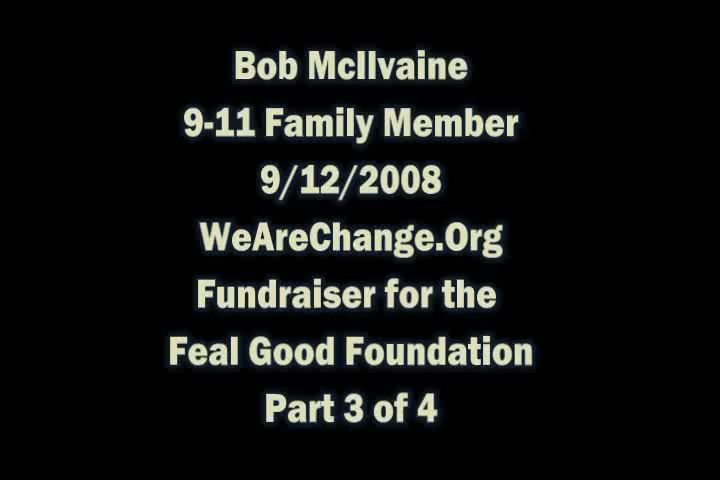 Bob McIlvaine
9-11 Family Member
9/12/2008
WeAreChange.Org
Fundraiser for the
Feal Good Foundation
Part 3 of 4